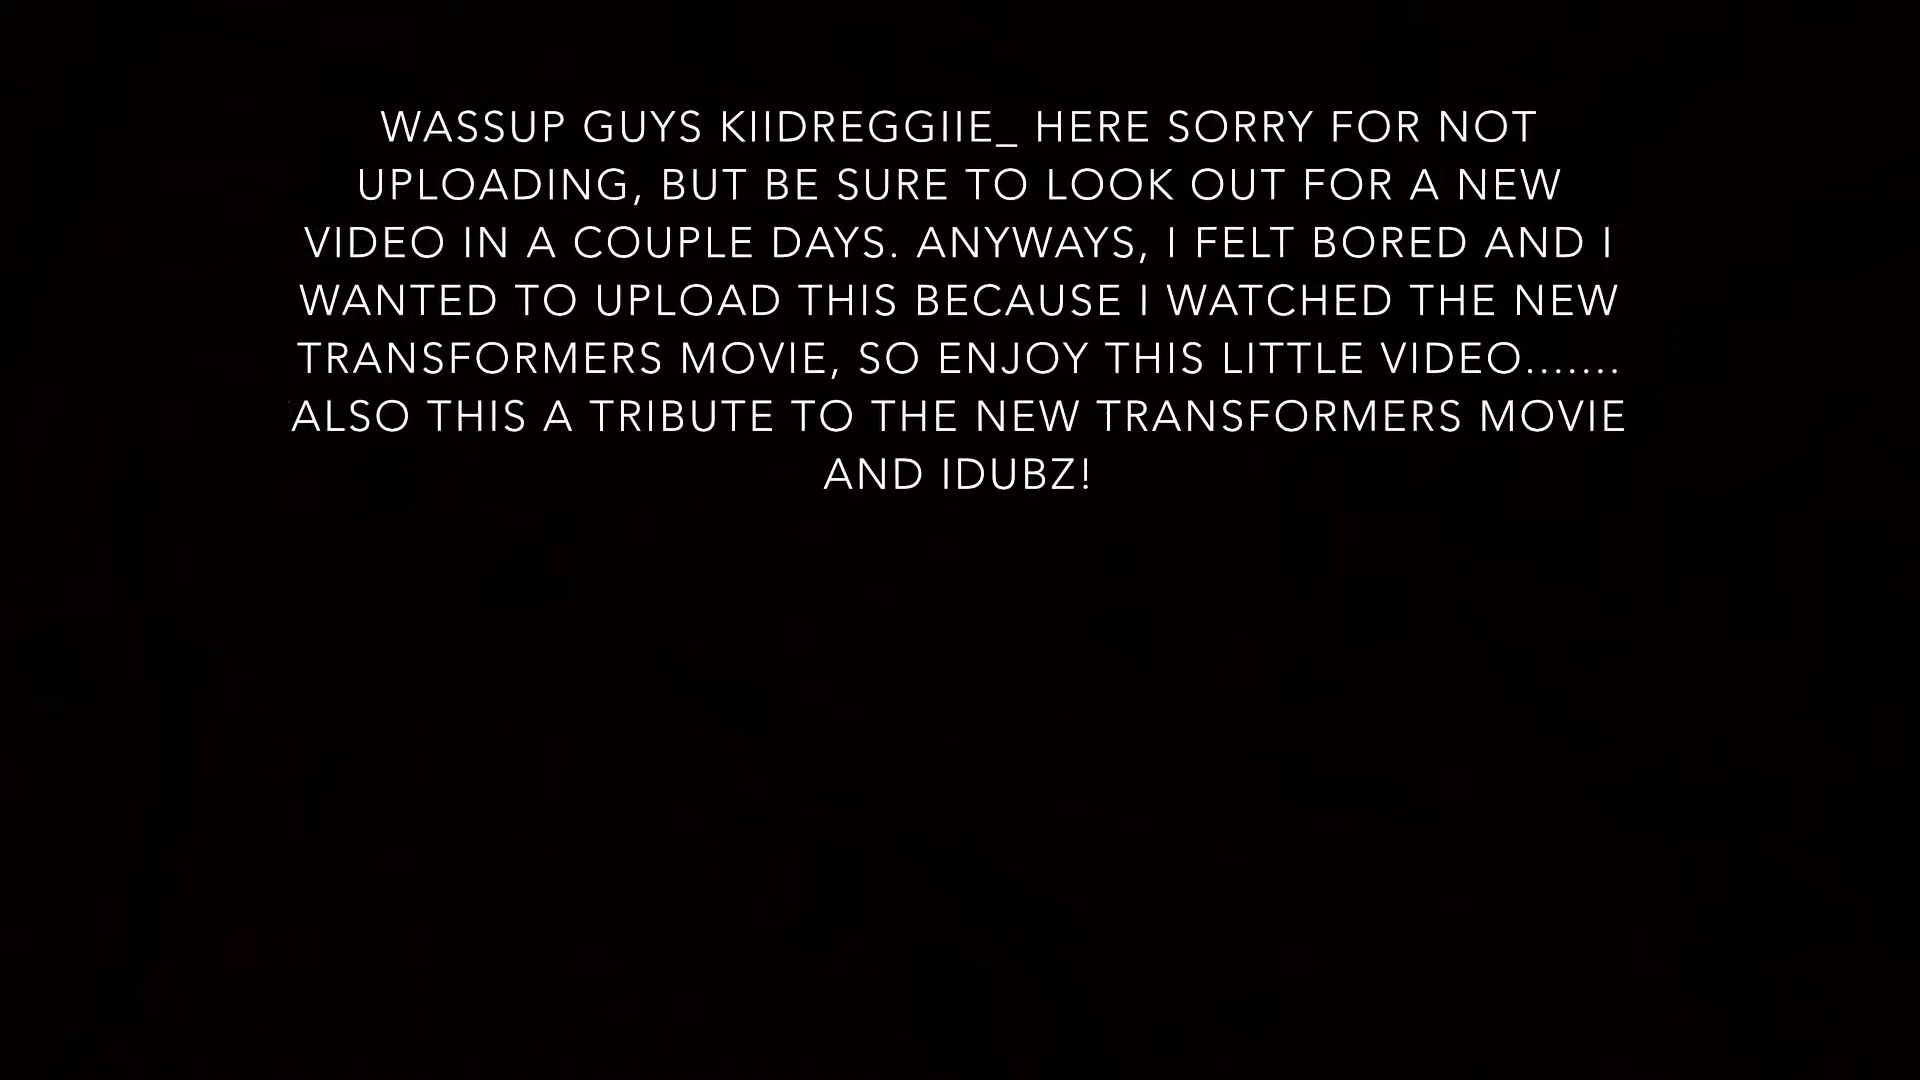 WASSUP GUYS KIIDREGGIIE_ HERE SORRY FOR NOT
UPLOADING, BUT BE SURE TO LOOK OUT FOR A NEW
VIDEO IN A COUPLE DAYS. ANYWAYS, I FELT BORED AND I
WANTED TO UPLOAD THIS BECAUSE I WATCHED THE NEW
TRANSFORMERS MOVIE, SO ENJOY THIS LITTLE VIDEO.......
ALSO THIS A TRIBUTE TO THE NEW TRANSFORMERS MOVIE
AND IDUBZ!